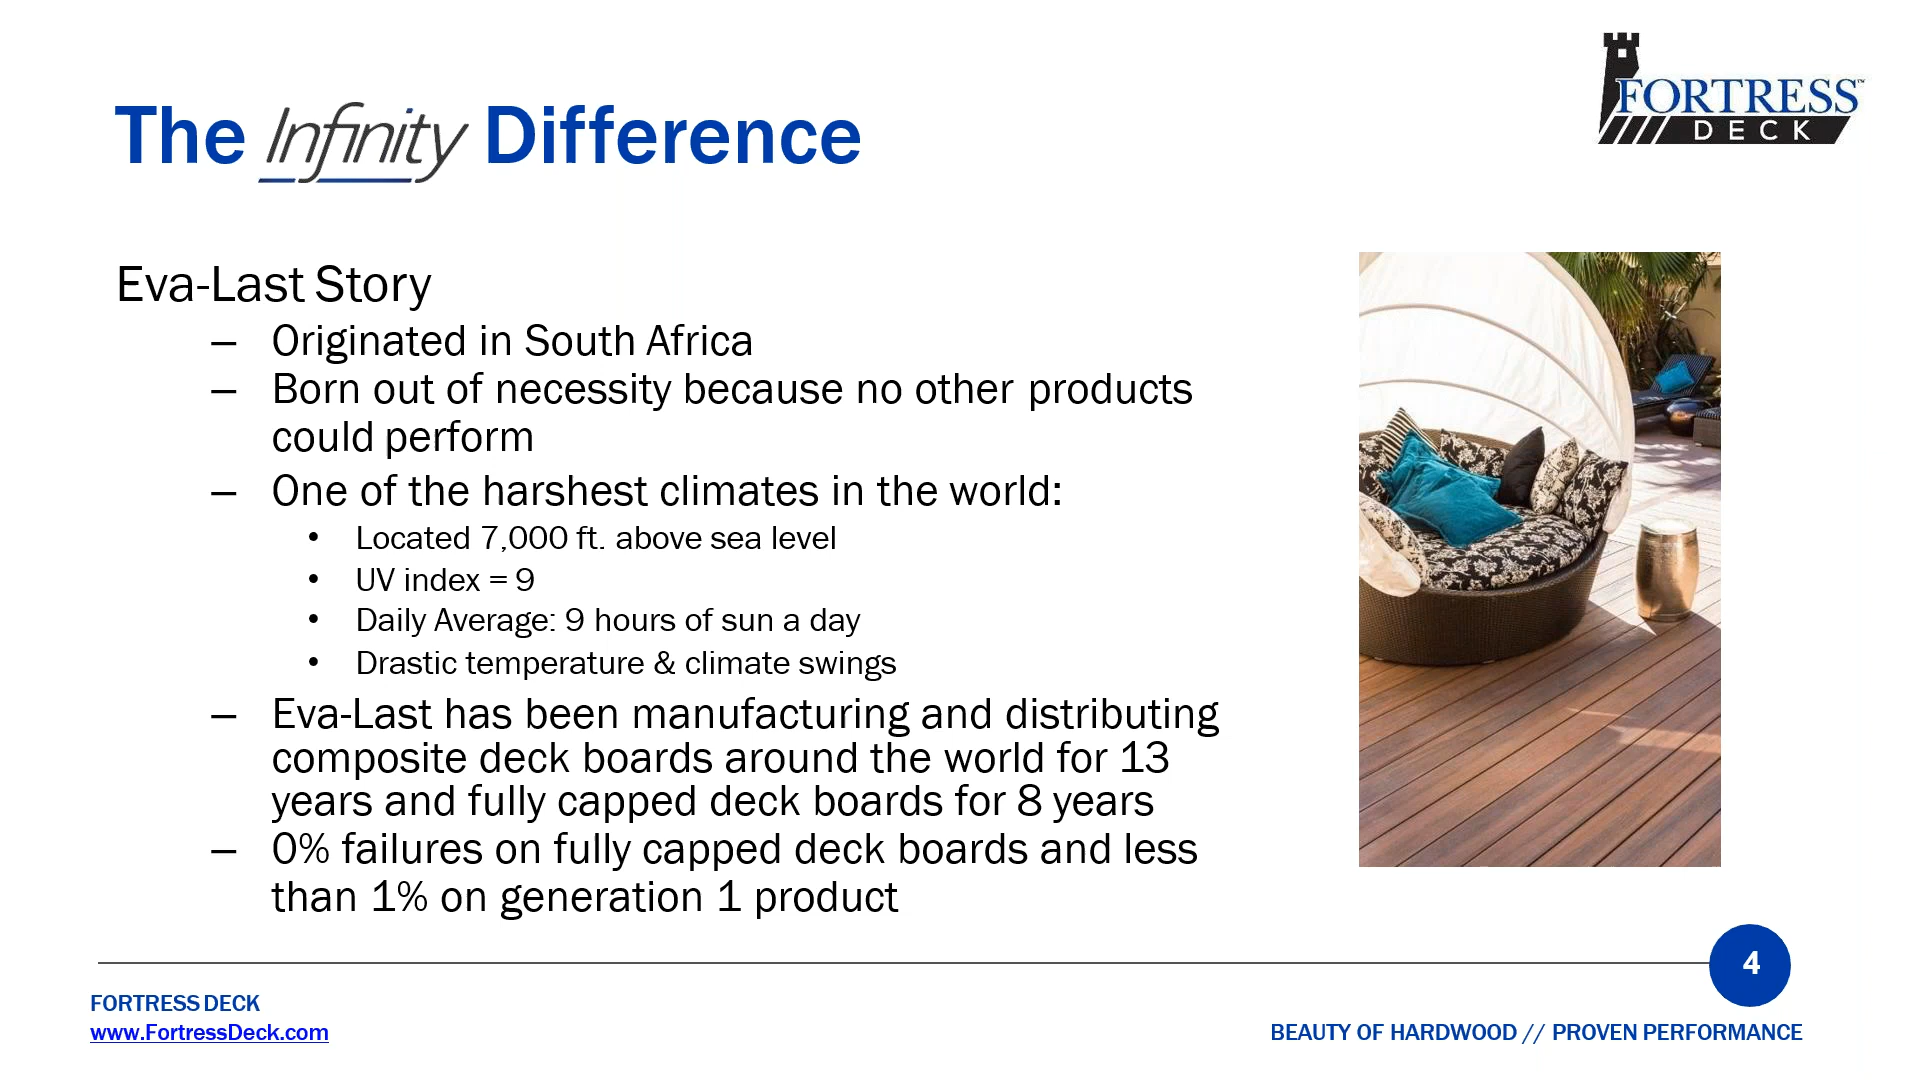 FORTRESS™
DECK
The Infinity Difference
Eva-Last Story
– Originated in South Africa
– Born out of necessity because no other products
could perform
– One of the harshest climates in the world:
• Located 7,000 ft. above sea level
• UV index = 9
• Daily Average: 9 hours of sun a day
• Drastic temperature & climate swings
– Eva-Last has been manufacturing and distributing
composite deck boards around the world for 13
years and fully capped deck boards for 8 years
– 0% failures on fully capped deck boards and less
than 1% on generation 1 product
4
FORTRESS DECK
www.FortressDeck.com
BEAUTY OF HARDWOOD // PROVEN PERFORMANCE